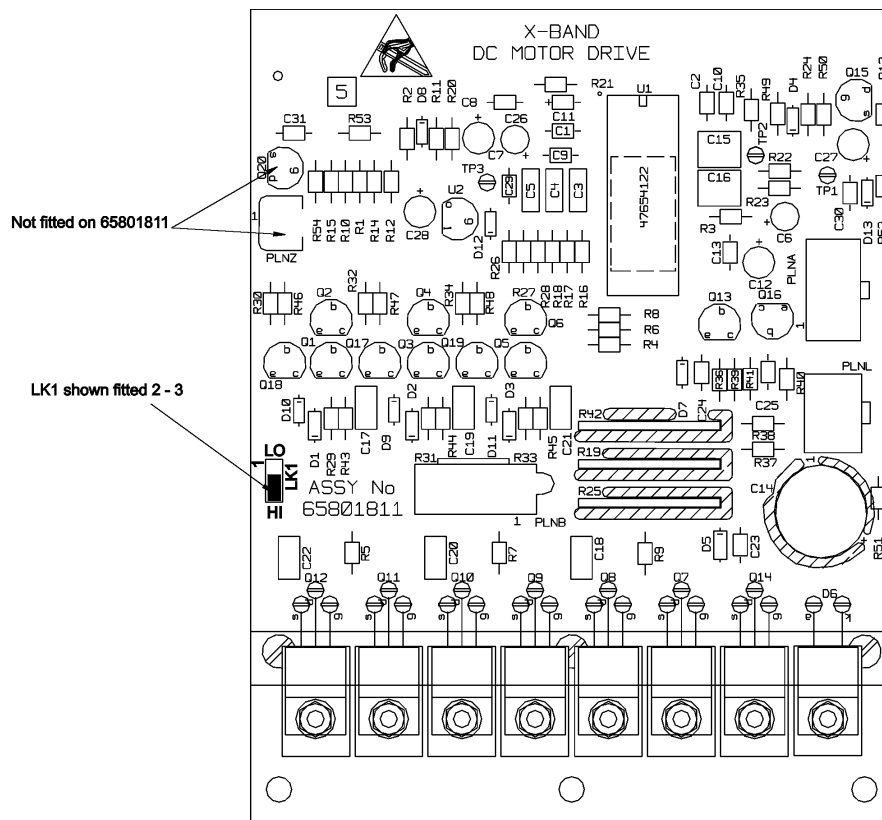 X-BAND
DC MOTOR DRIVE
5
R2
D8
R11
R20
C8
C26
C7
R21
C11
C1
C9
U1
C2
C10
R35
R49
D4
R24
R50
Q15
s
d
g
C31
R53
TP2
C15
C16
R22
C27
TP1
Q20
s
d
g
TP3
C29
C5
C4
C3
47654122
R23
R3
C6
C30
D13
Not fitted on 65801811
1
PLNZ
R54
R15
R10
R1
R14
R12
C28
U2
o
g
1
D12
R26
R28
R18
R17
R16
C13
C12
PLNA
1
R30
R46
Q2
R32
R47
Q4
R34
R48
R27
Q6
R8
R6
R4
Q13
Q16
Q18
Q1
Q17
Q3
Q19
Q5
b
e
c
LK1 shown fitted 2 - 3
D10
D1
R29
R43
C17
D9
D2
R44
C19
D11
D3
R45
C21
D7
C24
R36
R39
R41
R40
PLNL
1
R42
C25
R38
R37
LO
1
LK1
HI
ASSY No
65801811
R31
R33
1
PLNB
R19
R25
C14
R51
C22
R5
C20
R7
C18
R9
D5
C23
Q12
Q11
Q10
Q9
Q8
Q7
Q14
D6
s
g
s
g
s
g
s
g
s
g
s
g
s
g
a
k